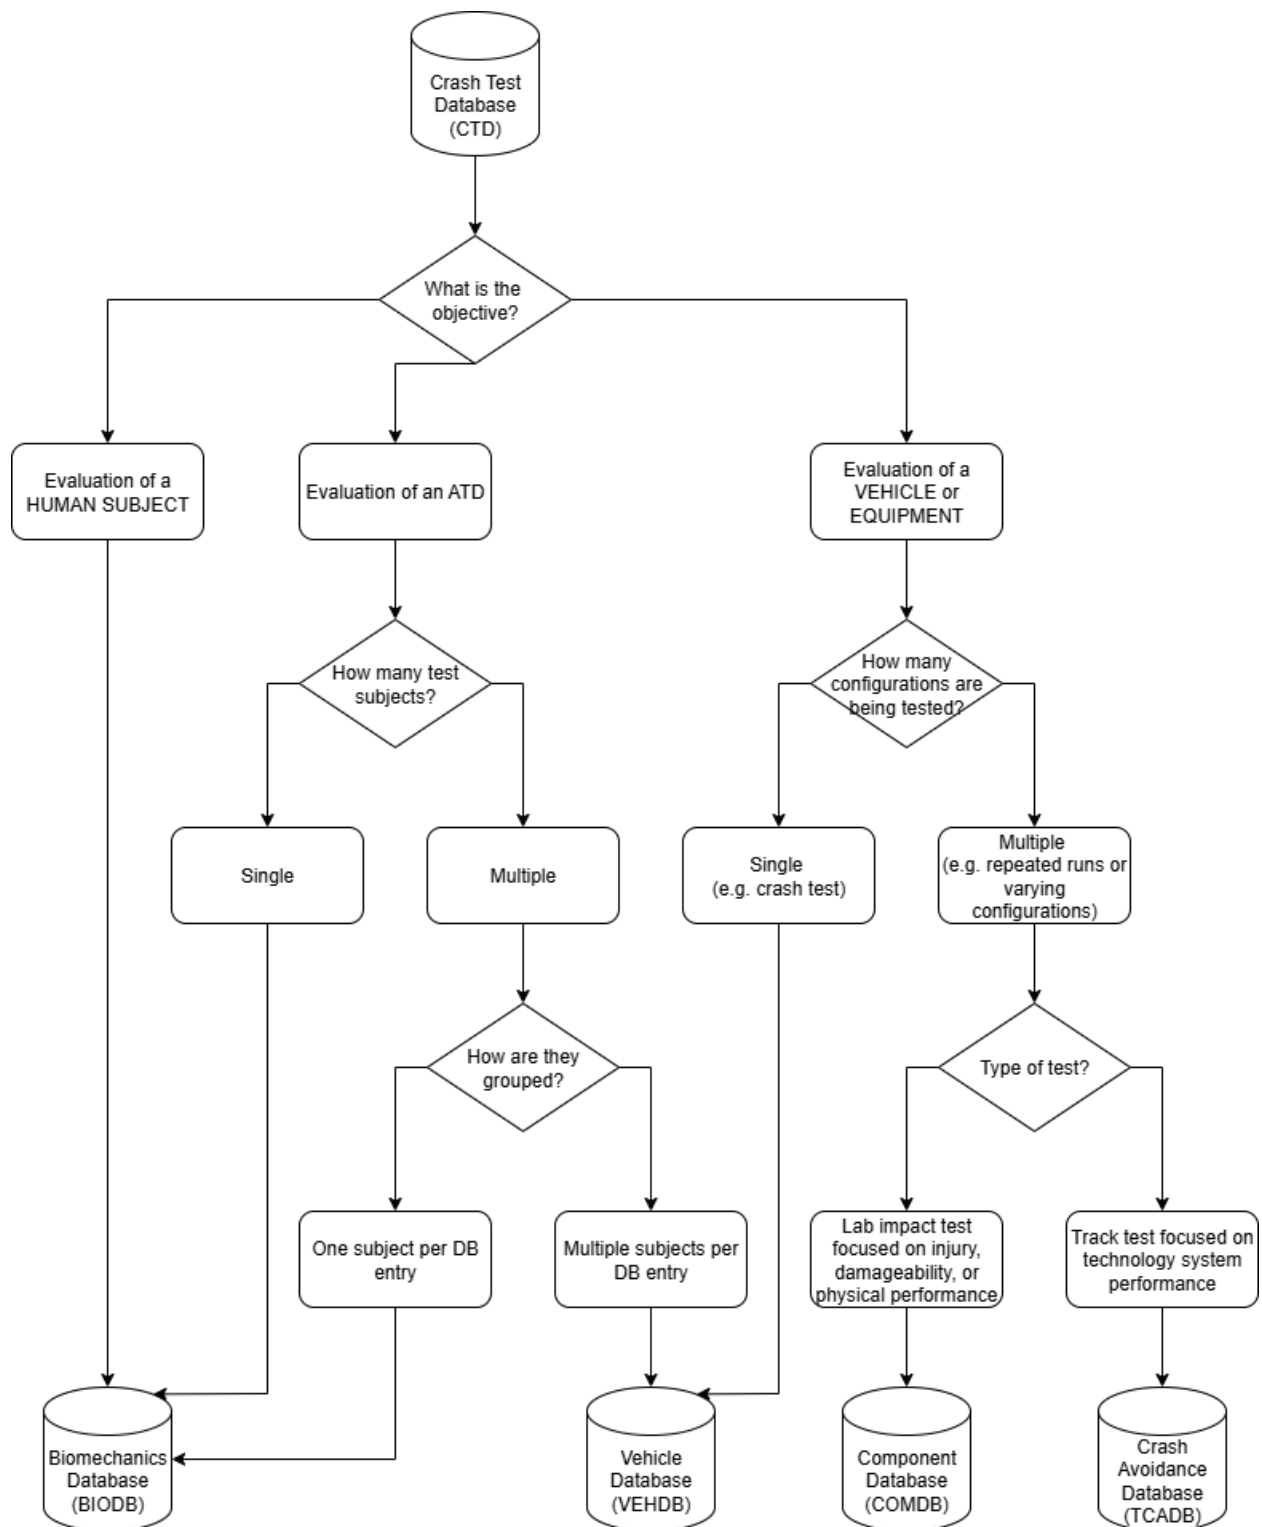 Crash Test
Database
(CTD)
What is the
objective?
Evaluation of a
HUMAN SUBJECT
Evaluation of an ATD
Evaluation of a
VEHICLE or
EQUIPMENT
How many test
subjects?
How many
configurations are
being tested?
Single
Multiple
Single
(e.g. crash test)
Multiple
(e.g. repeated runs or
varying
configurations)
How are they
grouped?
Type of test?
One subject per DB
entry
Multiple subjects per
DB entry
Lab impact test
focused on injury,
damageability, or
physical performance
Track test focused on
technology system
performance
Biomechanics
Database
(BIODB)
Vehicle
Database
(VEHDB)
Component
Database
(COMDB)
Crash
Avoidance
Database
(TCADB)